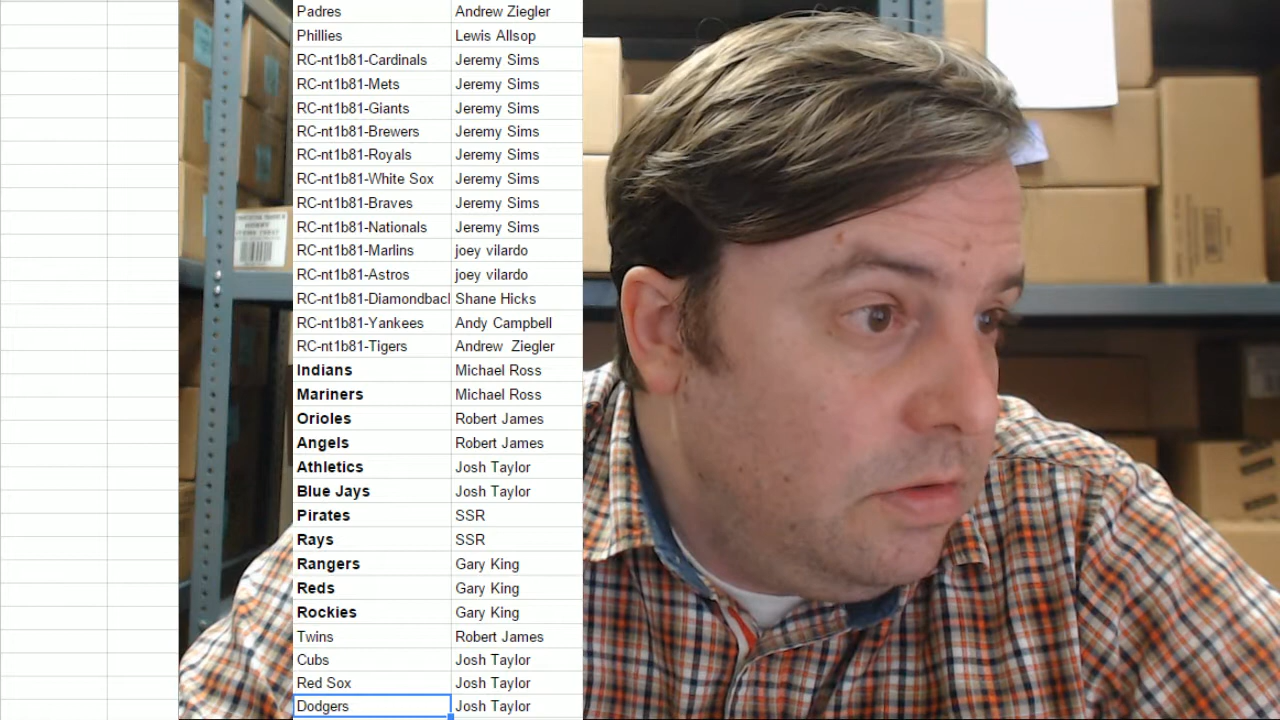 Padres Andrew Ziegler
Phillies Lewis Allsop
RC-nt1b81-Cardinals Jeremy Sims
RC-nt1b81-Mets Jeremy Sims
RC-nt1b81-Giants Jeremy Sims
RC-nt1b81-Brewers Jeremy Sims
RC-nt1b81-Royals Jeremy Sims
RC-nt1b81-White Sox Jeremy Sims
RC-nt1b81-Braves Jeremy Sims
RC-nt1b81-Nationals Jeremy Sims
RC-nt1b81-Marlins joey vilardo
RC-nt1b81-Astros joey vilardo
RC-nt1b81-Diamondbac Shane Hicks
RC-nt1b81-Yankees Andy Campbell
RC-nt1b81-Tigers Andrew Ziegler
Indians Michael Ross
Mariners Michael Ross
Orioles Robert James
Angels Robert James
Athletics Josh Taylor
Blue Jays Josh Taylor
Pirates SSR
Rays SSR
Rangers Gary King
Reds Gary King
Rockies Gary King
Twins Robert James
Cubs Josh Taylor
Red Sox Josh Taylor
Dodgers Josh Taylor